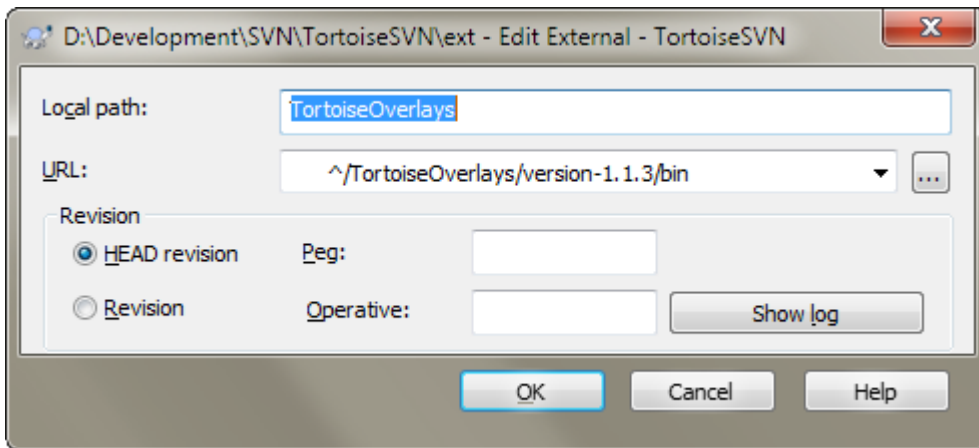 D:\Development\SVN\TortoiseSVN\ext - Edit External - TortoiseSVN
Local path: TortoiseOverlays
URL: ^/TortoiseOverlays/version-1.1.3/bin ...
Revision
HEAD revision Peg:
Revision Operative: Show log
OK Cancel Help